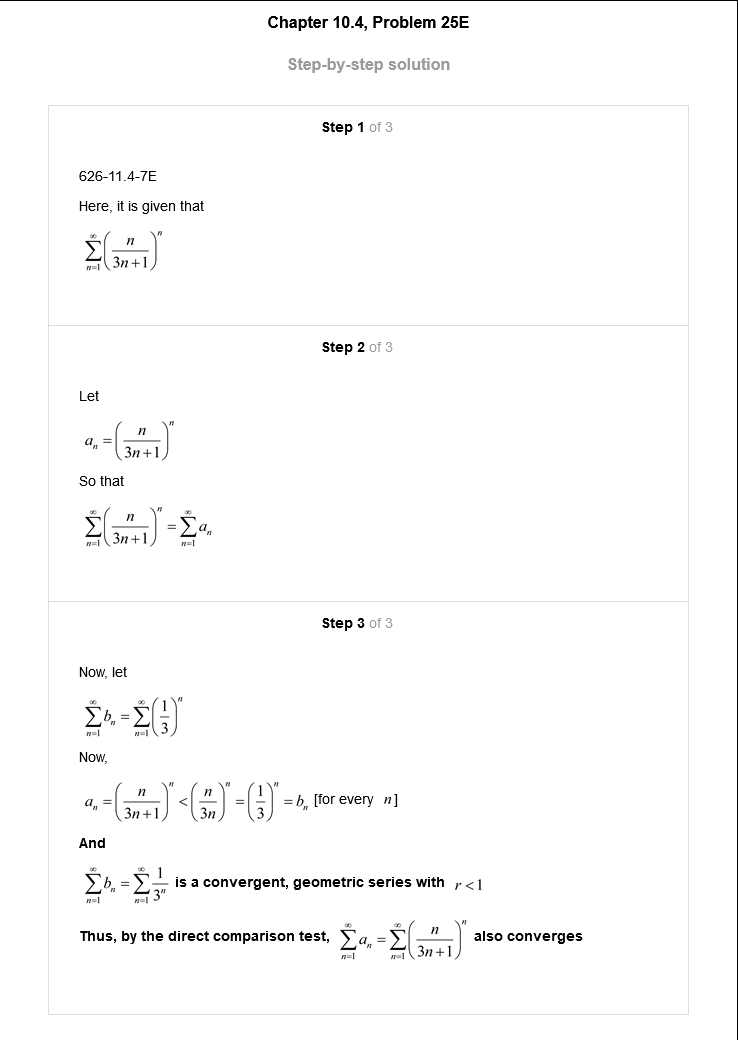 Chapter 10.4, Problem 25E
Step-by-step solution
Step 1 of 3
626-11.4-7E
Here, it is given that
$\sum_{n=1}^{\infty}\left(\frac{n}{3n+1}\right)^n$
Step 2 of 3
Let
$a_n = \left(\frac{n}{3n+1}\right)^n$
So that
$\sum_{n=1}^{\infty}\left(\frac{n}{3n+1}\right)^n = \sum_{n=1}^{\infty} a_n$
Step 3 of 3
Now, let
$\sum_{n=1}^{\infty} b_n = \sum_{n=1}^{\infty}\left(\frac{1}{3}\right)^n$
Now,
$a_n = \left(\frac{n}{3n+1}\right)^n < \left(\frac{n}{3n}\right)^n = \left(\frac{1}{3}\right)^n = b_n$ [for every $n$]
And
$\sum_{n=1}^{\infty} b_n = \sum_{n=1}^{\infty} \frac{1}{3^n}$ is a convergent, geometric series with $r < 1$
Thus, by the direct comparison test, $\sum_{n=1}^{\infty} a_n = \sum_{n=1}^{\infty}\left(\frac{n}{3n+1}\right)^n$ also converges